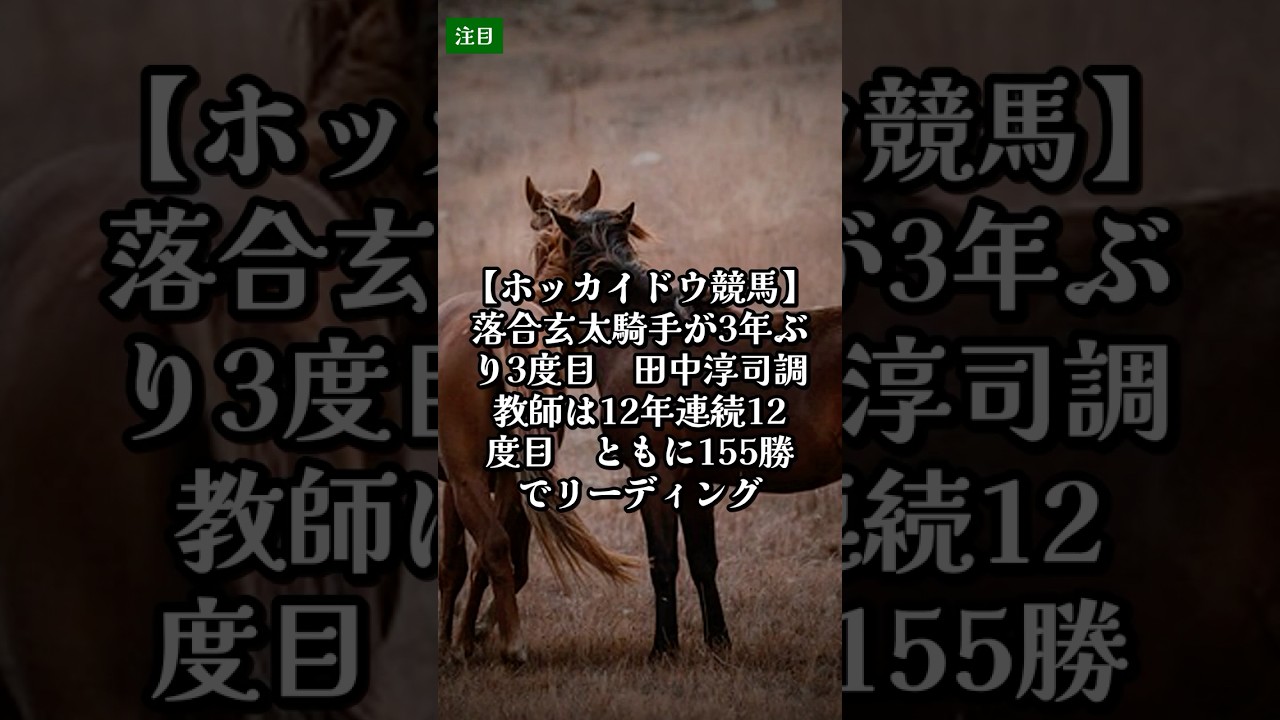 注目
【ホッカイドウ競馬】
落合玄太騎手が3年ぶ
り3度目　田中淳司調
教師は12年連続12
度目　ともに155勝
でリーディング